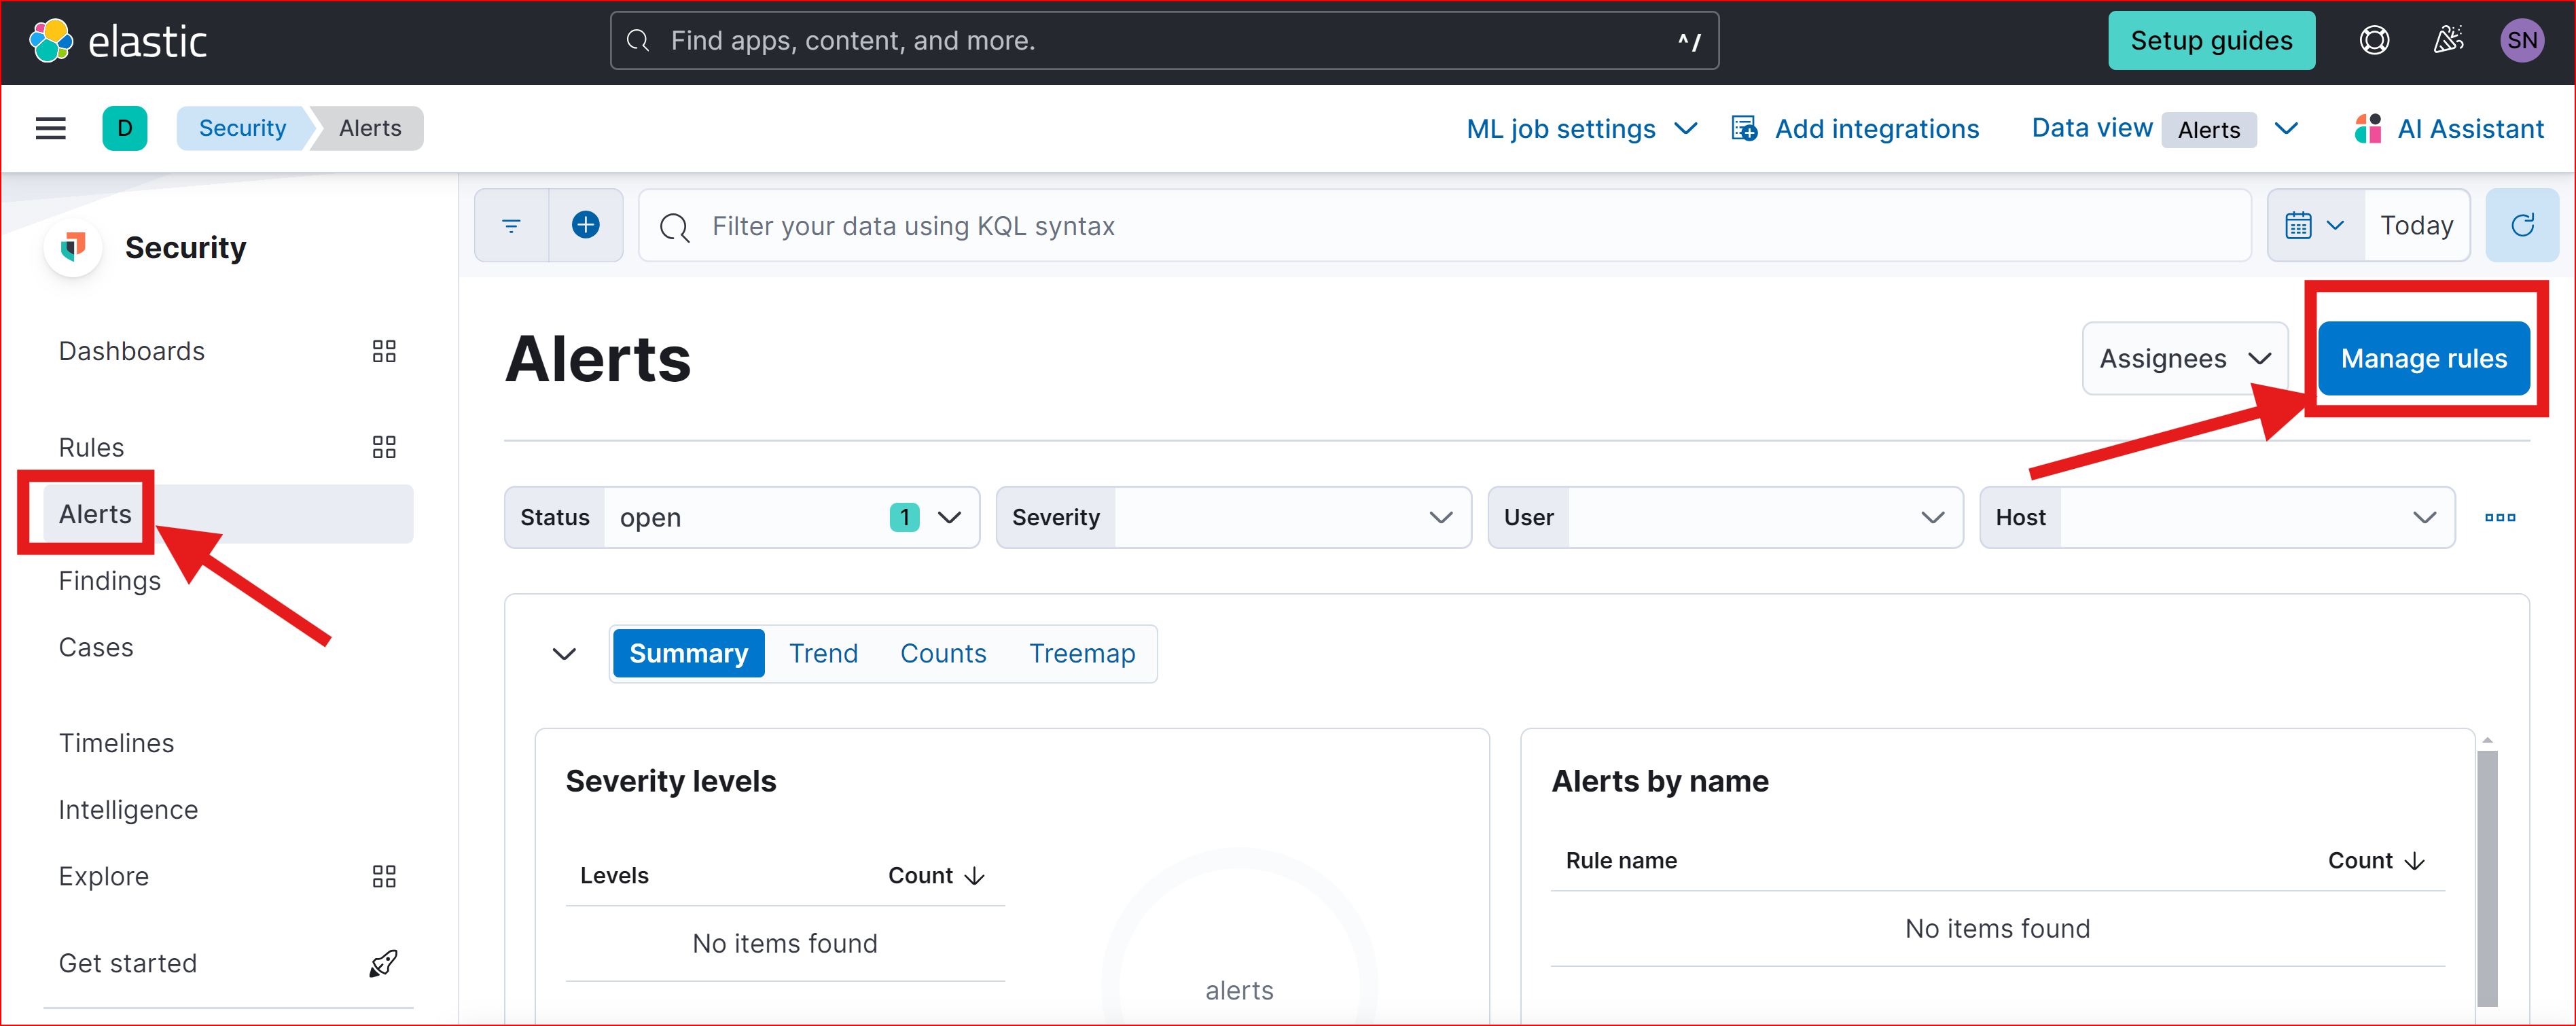 elastic
Find apps, content, and more.
^/
Setup guides
SN
D
Security
Alerts
ML job settings
Add integrations
Data view
Alerts
AI Assistant
Security
Dashboards
Rules
Alerts
Findings
Cases
Timelines
Intelligence
Explore
Get started
Filter your data using KQL syntax
Today
Alerts
Assignees
Manage rules
Status open 1
Severity
User
Host
Summary Trend Counts Treemap
Severity levels
Levels Count
No items found
alerts
Alerts by name
Rule name Count
No items found